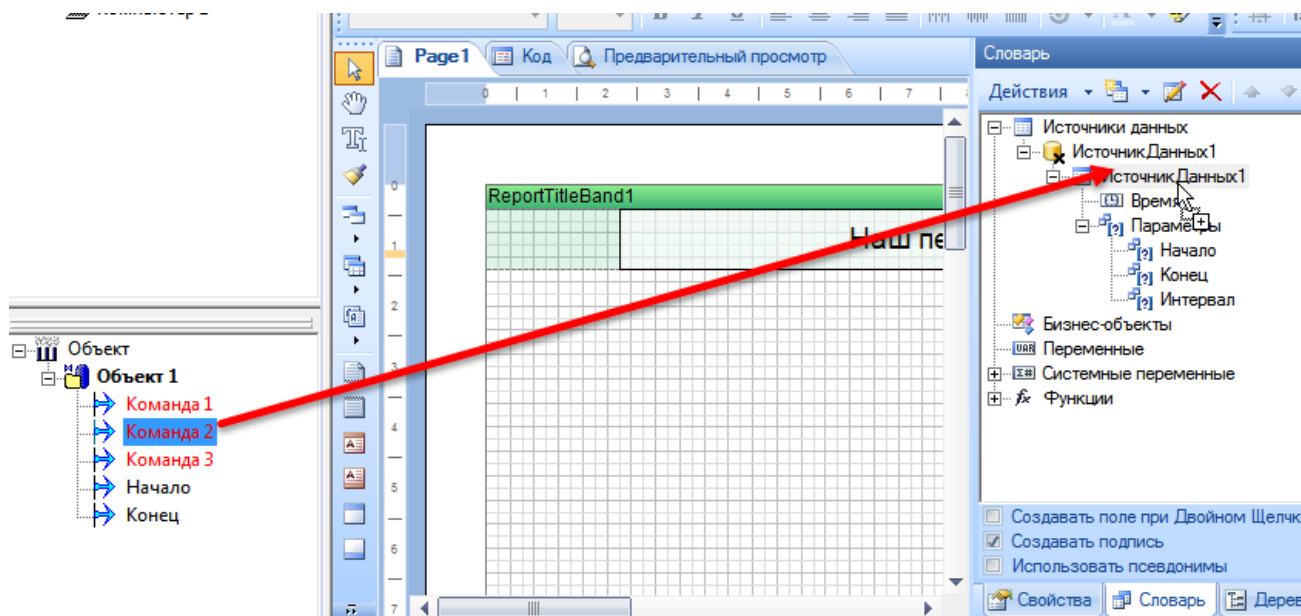 Page1
Код
Предварительный просмотр
Словарь
Действия
0 1 2 3 4 5 6 7
Источники данных
ИсточникДанных1
ИсточникДанных1
Время
Параметры
Начало
Конец
Интервал
Бизнес-объекты
Переменные
Системные переменные
Функции
ReportTitleBand1
Наш пе
0
1
2
3
4
5
6
7
Объект
Объект 1
Команда 1
Команда 2
Команда 3
Начало
Конец
Создавать поле при Двойном Щелчк
Создавать подпись
Использовать псевдонимы
Свойства
Словарь
Дерев